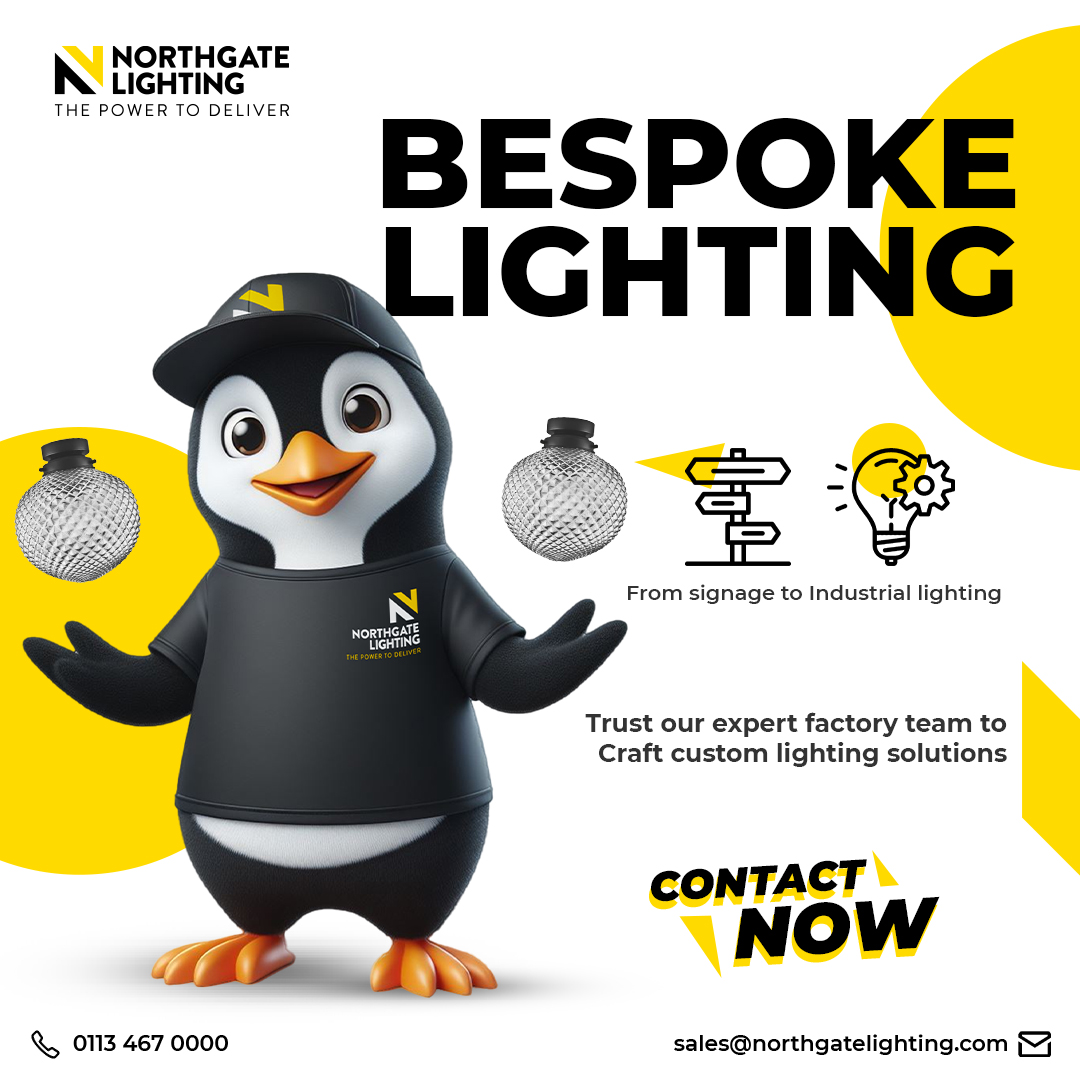 NORTHGATE
LIGHTING
THE POWER TO DELIVER
BESPOKE
LIGHTING
NORTHGATE
LIGHTING
THE POWER TO DELIVER
From signage to Industrial lighting
Trust our expert factory team to
Craft custom lighting solutions
CONTACT
NOW
0113 467 0000
sales@northgatelighting.com